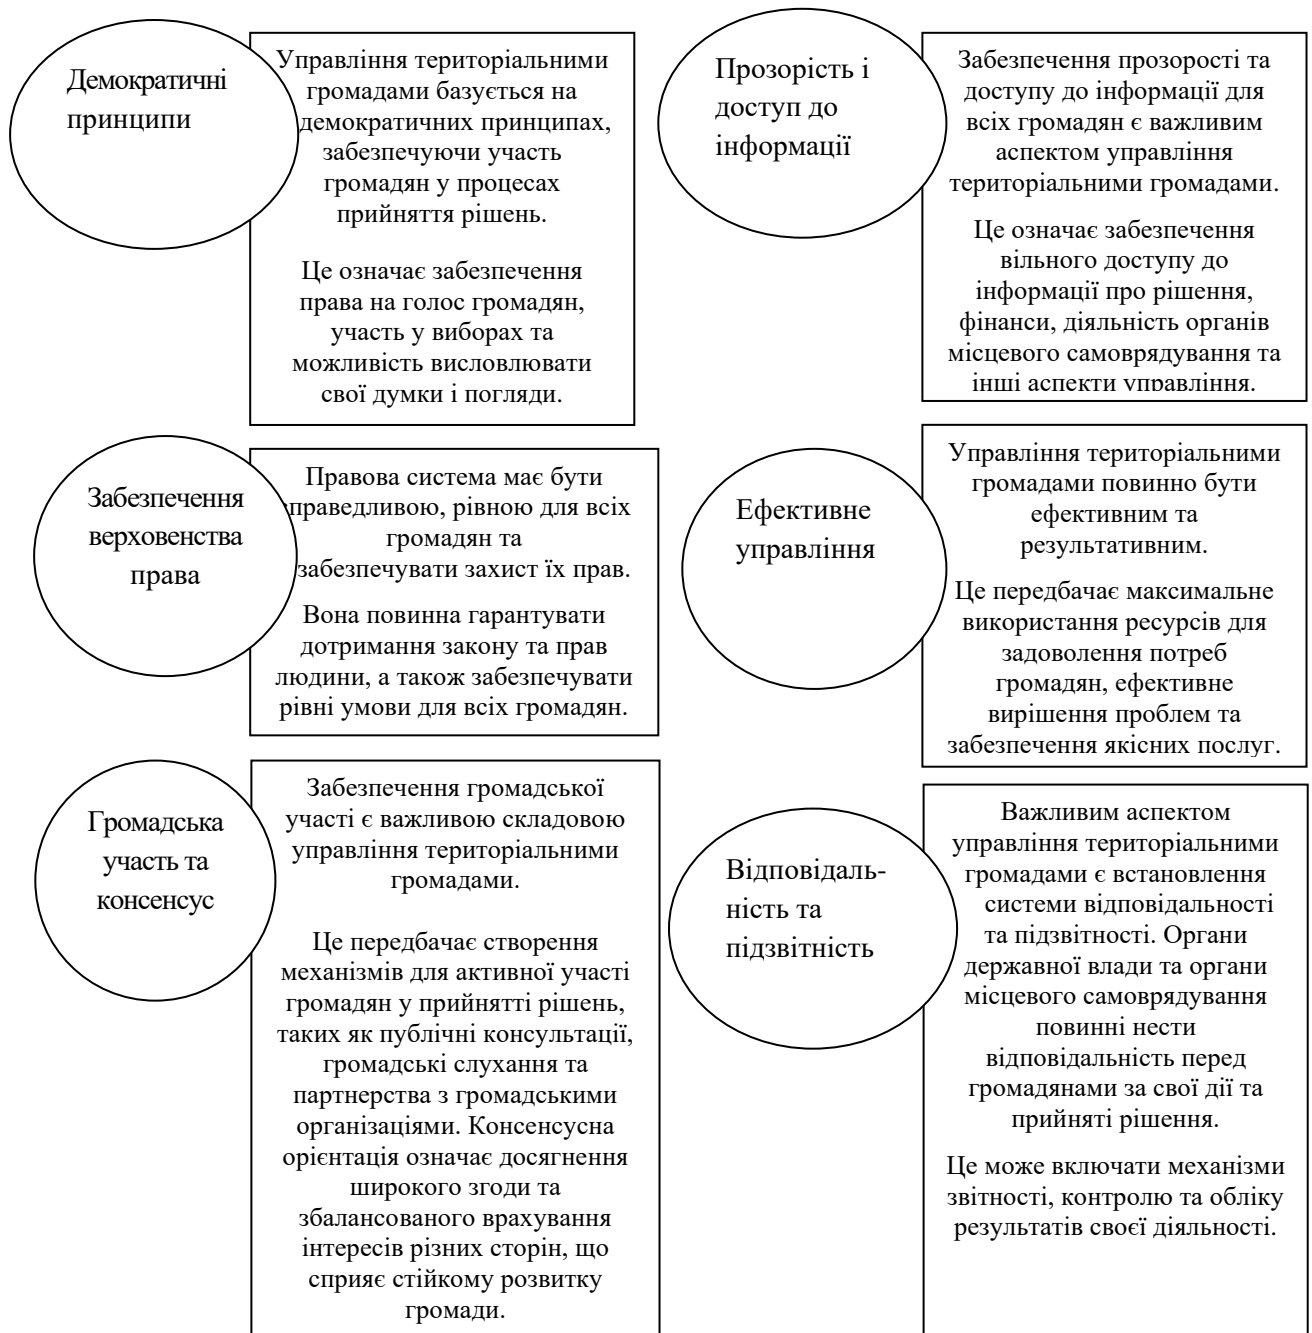 Демократичні
принципи
Управління територіальними
громадами базується на
демократичних принципах,
забезпечуючи участь
громадян у процесах
прийняття рішень.
Це означає забезпечення
права на голос громадян,
участь у виборах та
можливість висловлювати
свої думки і погляди.
Прозорість і
доступ до
інформації
Забезпечення прозорості та
доступу до інформації для
всіх громадян є важливим
аспектом управління
територіальними громадами.
Це означає забезпечення
вільного доступу до
інформації про рішення,
фінанси, діяльність органів
місцевого самоврядування та
інші аспекти управління.
Забезпечення
верховенства
права
Правова система має бути
справедливою, рівною для всіх
громадян та
забезпечувати захист їх прав.
Вона повинна гарантувати
дотримання закону та прав
людини, а також забезпечувати
рівні умови для всіх громадян.
Ефективне
управління
Управління територіальними
громадами повинно бути
ефективним та
результативним.
Це передбачає максимальне
використання ресурсів для
задоволення потреб
громадян, ефективне
вирішення проблем та
забезпечення якісних послуг.
Громадська
участь та
консенсус
Забезпечення громадської
участі є важливою складовою
управління територіальними
громадами.
Це передбачає створення
механізмів для активної участі
громадян у прийнятті рішень,
таких як публічні консультації,
громадські слухання та
партнерства з громадськими
організаціями. Консенсусна
орієнтація означає досягнення
широкого згоди та
збалансованого врахування
інтересів різних сторін, що
сприяє стійкому розвитку
громади.
Відповідаль-
ність та
підзвітність
Важливим аспектом
управління територіальними
громадами є встановлення
системи відповідальності
та підзвітності. Органи
державної влади та органи
місцевого самоврядування
повинні нести
відповідальність перед
громадянами за свої дії та
прийняті рішення.
Це може включати механізми
звітності, контролю та обліку
результатів своєї діяльності.